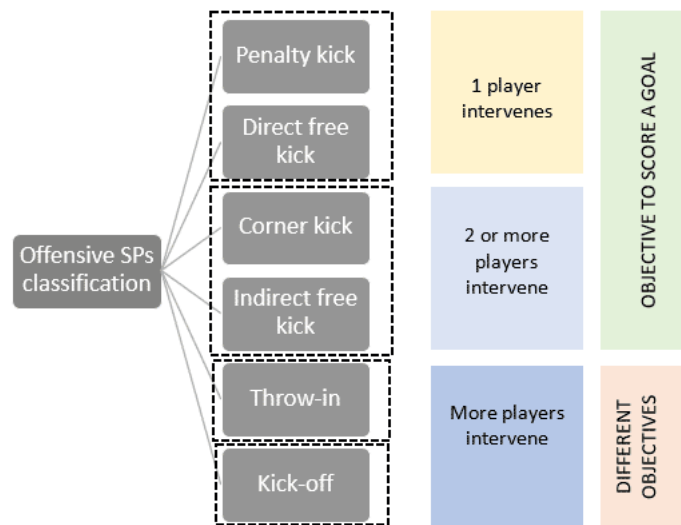 Penalty kick
Direct free
kick
Corner kick
Indirect free
kick
Throw-in
Kick-off
Offensive SPs
classification
1 player
intervenes
2 or more
players
intervene
More players
intervene
OBJECTIVE TO SCORE A GOAL
DIFFERENT
OBJECTIVES